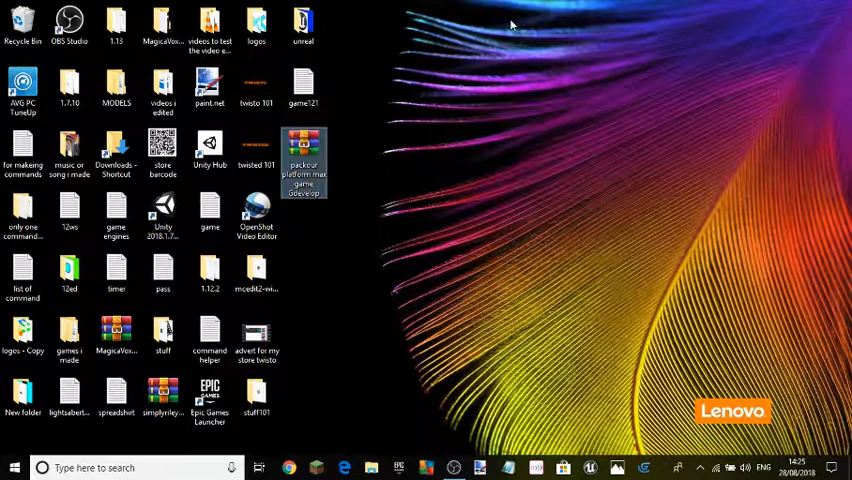 Recycle Bin
OBS Studio
1.13
MagicaVox...
videos to test
the video e...
logos
unreal
AVG PC
TuneUp
1.7.10
MODELS
videos i
edited
paint.net
twisto 101
game121
for makeing
commands
music or
song i made
Downloads -
Shortcut
store
barcode
Unity Hub
twisted 101
packour
platform max
game
Gdevelop
only one
command...
12ws
game
engines
Unity
2018.1.7...
game
OpenShot
Video Editor
list of
command
12ed
timer
pass
1.12.2
mcedit2-wi...
logos - Copy
games i
made
MagicaVox...
stuff
command
helper
advert for my
store twisto
New folder
lightsabert...
spreadshirt
simplyriley...
EPIC
GAMES
Epic Games
Launcher
stuff101
Lenovo
Type here to search
EPIC
ENG
14:25
28/08/2018